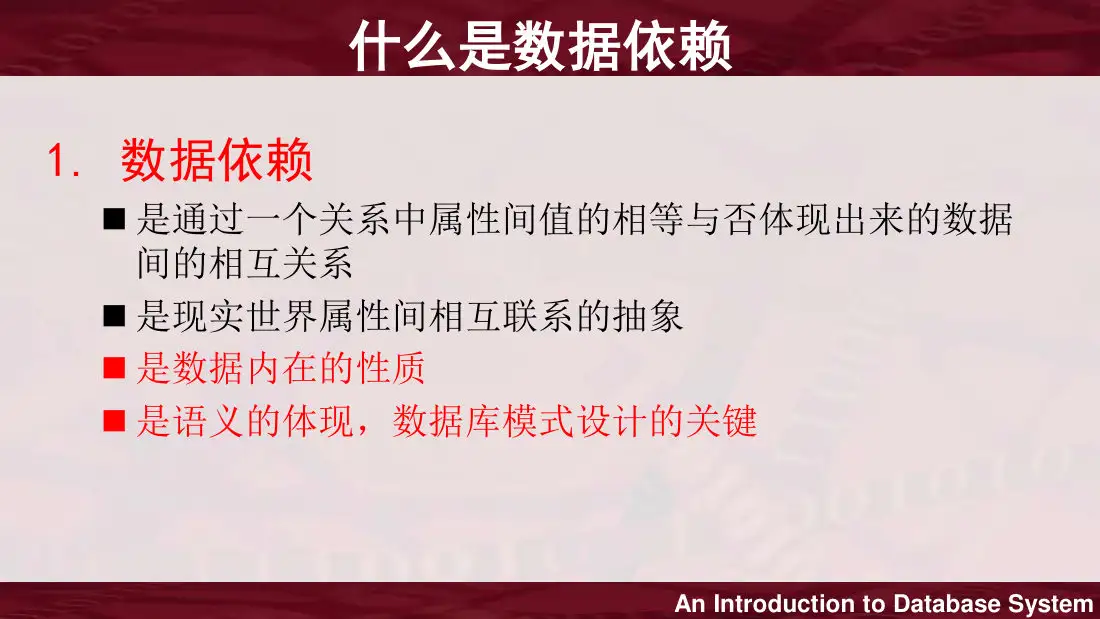 什么是数据依赖
1. 数据依赖
■ 是通过一个关系中属性间值的相等与否体现出来的数据
间的相互关系
■ 是现实世界属性间相互联系的抽象
■ 是数据内在的性质
■ 是语义的体现，数据库模式设计的关键
An Introduction to Database System